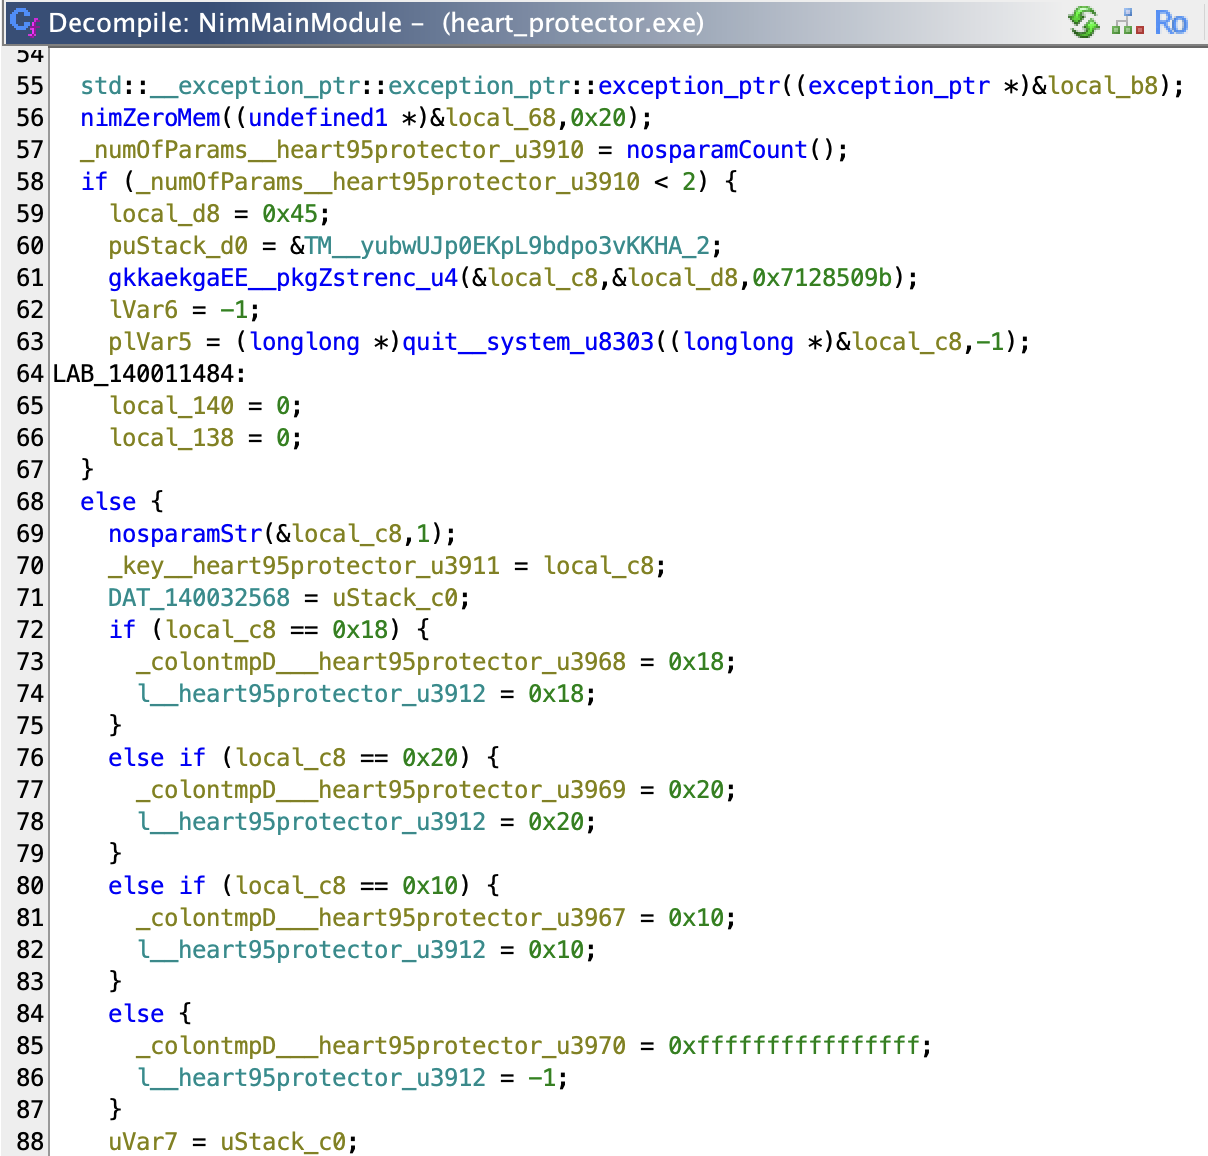 Decompile: NimMainModule – (heart_protector.exe) Ro
54
55 std::__exception_ptr::exception_ptr::exception_ptr((exception_ptr *)&local_b8);
56 nimZeroMem((undefined1 *)&local_68,0x20);
57 _numOfParams__heart95protector_u3910 = nosparamCount();
58 if (_numOfParams__heart95protector_u3910 < 2) {
59 local_d8 = 0x45;
60 puStack_d0 = &TM__yubwUJp0EKpL9bdpo3vKKHA_2;
61 gkkaekgaEE__pkgZstrenc_u4(&local_c8,&local_d8,0x7128509b);
62 lVar6 = -1;
63 plVar5 = (longlong *)quit__system_u8303((longlong *)&local_c8,-1);
64 LAB_140011484:
65 local_140 = 0;
66 local_138 = 0;
67 }
68 else {
69 nosparamStr(&local_c8,1);
70 _key__heart95protector_u3911 = local_c8;
71 DAT_140032568 = uStack_c0;
72 if (local_c8 == 0x18) {
73 _colontmpD___heart95protector_u3968 = 0x18;
74 l__heart95protector_u3912 = 0x18;
75 }
76 else if (local_c8 == 0x20) {
77 _colontmpD___heart95protector_u3969 = 0x20;
78 l__heart95protector_u3912 = 0x20;
79 }
80 else if (local_c8 == 0x10) {
81 _colontmpD___heart95protector_u3967 = 0x10;
82 l__heart95protector_u3912 = 0x10;
83 }
84 else {
85 _colontmpD___heart95protector_u3970 = 0xffffffffffffffff;
86 l__heart95protector_u3912 = -1;
87 }
88 uVar7 = uStack_c0;